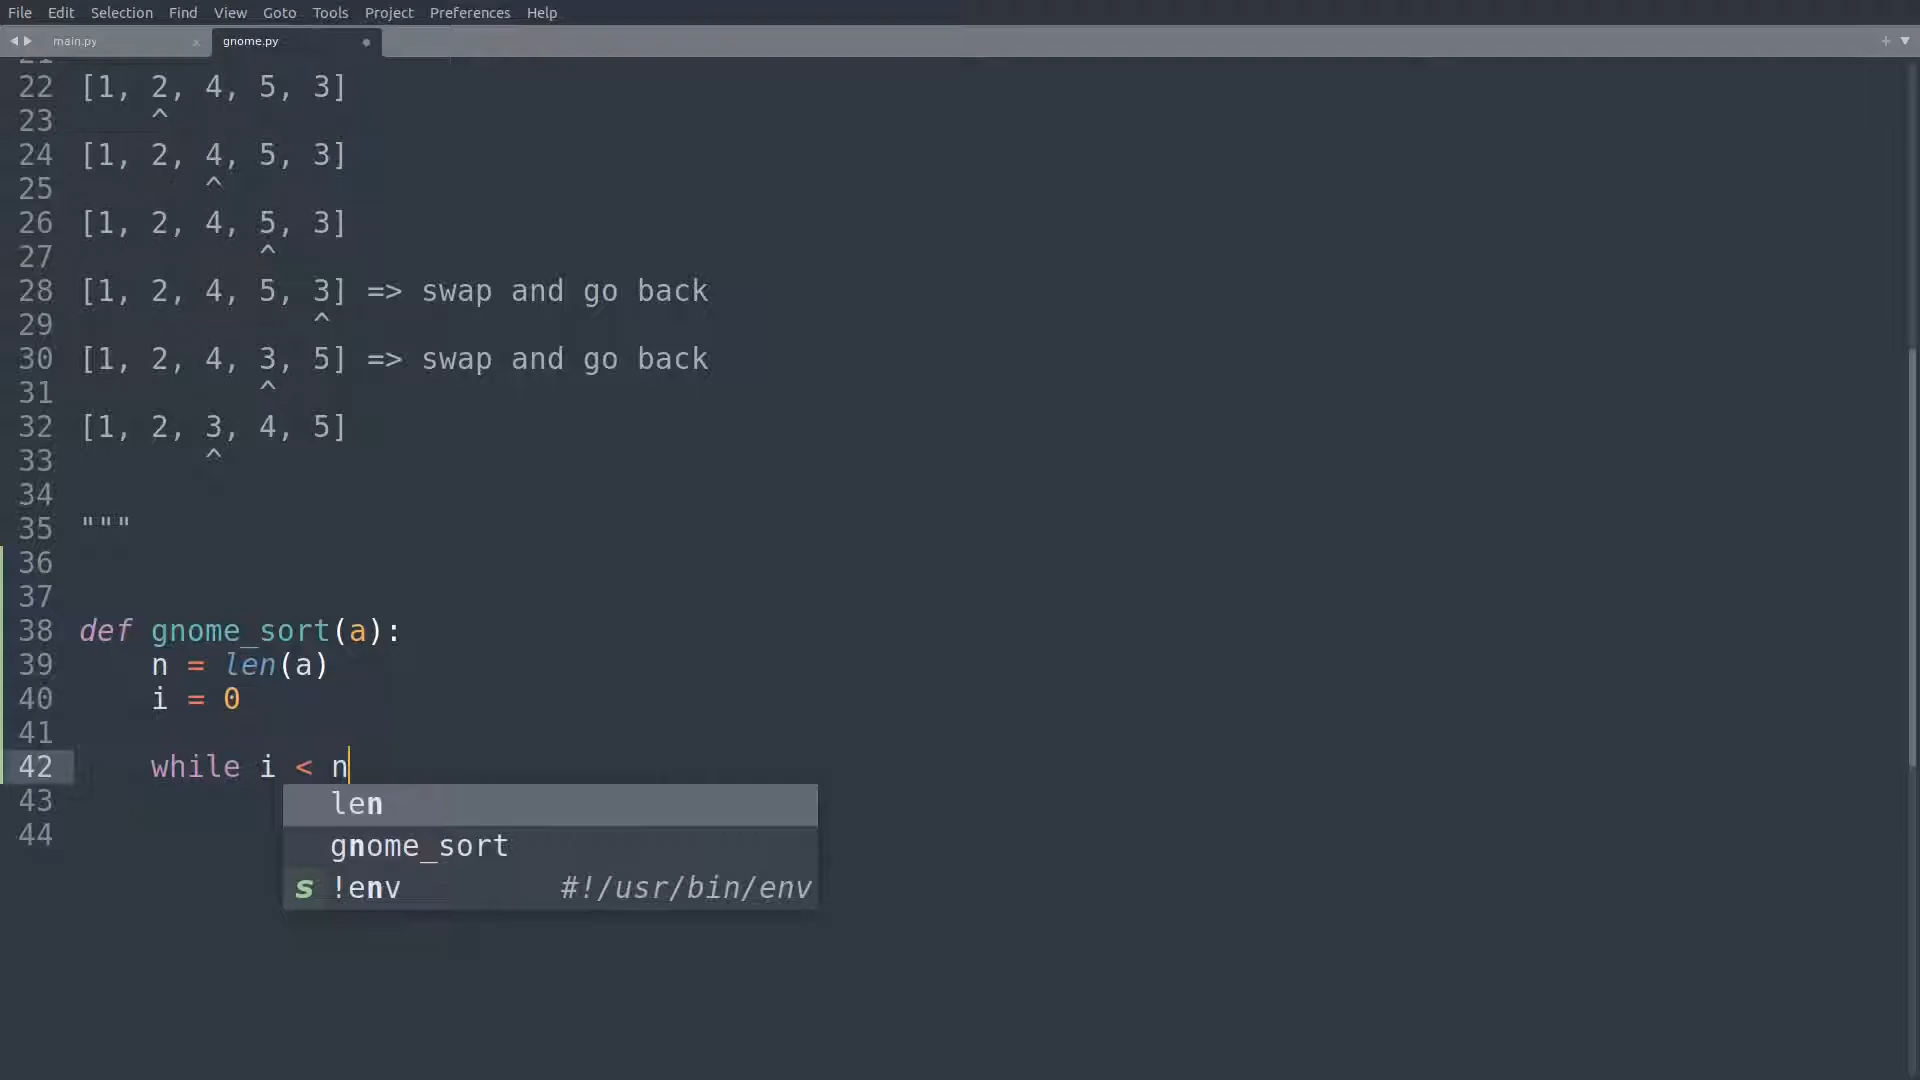 File Edit Selection Find View Goto Tools Project Preferences Help
main.py × gnome.py
22 [1, 2, 4, 5, 3]
23 ^
24 [1, 2, 4, 5, 3]
25 ^
26 [1, 2, 4, 5, 3]
27 ^
28 [1, 2, 4, 5, 3] => swap and go back
29 ^
30 [1, 2, 4, 3, 5] => swap and go back
31 ^
32 [1, 2, 3, 4, 5]
33 ^
34
35 """
36
37
38 def gnome_sort(a):
39 n = len(a)
40 i = 0
41
42 while i < n
43 len
44 gnome_sort
s !env #!/usr/bin/env